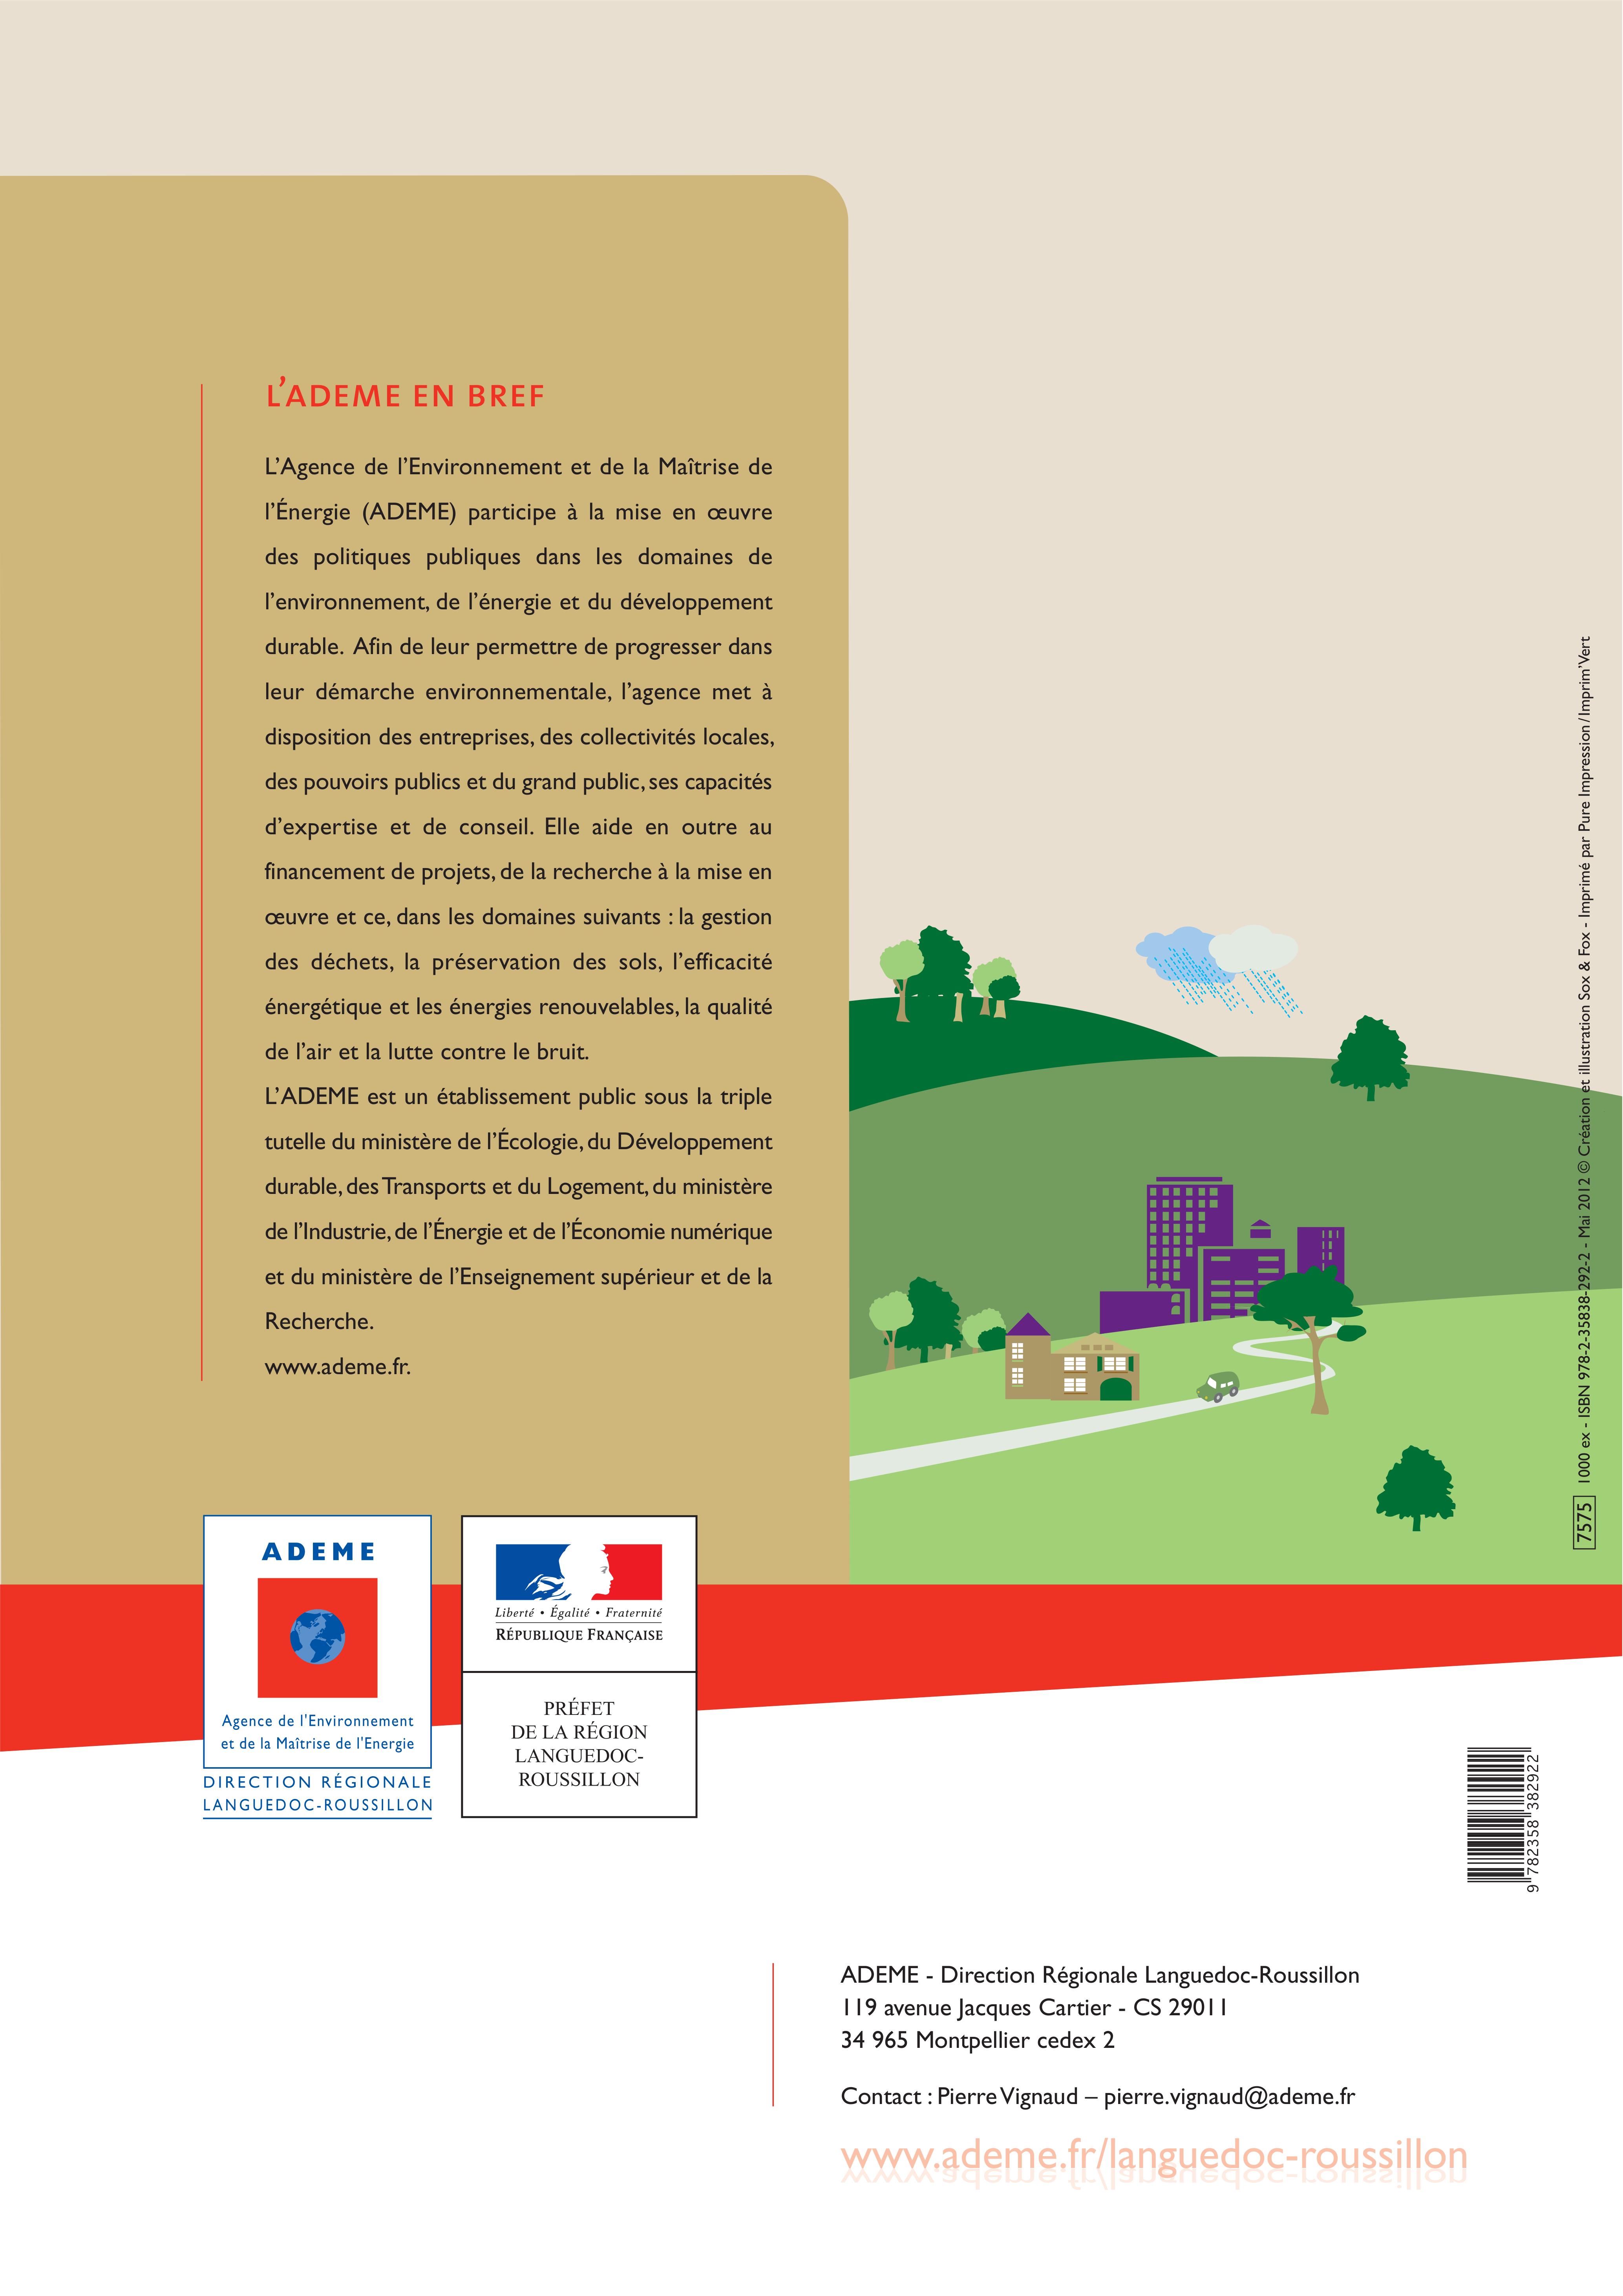 L'ADEME EN BREF
L'Agence de l'Environnement et de la Maîtrise de
l'Énergie (ADEME) participe à la mise en œuvre
des politiques publiques dans les domaines de
l'environnement, de l'énergie et du développement
durable. Afin de leur permettre de progresser dans
leur démarche environnementale, l'agence met à
disposition des entreprises, des collectivités locales,
des pouvoirs publics et du grand public, ses capacités
d'expertise et de conseil. Elle aide en outre au
financement de projets, de la recherche à la mise en
œuvre et ce, dans les domaines suivants : la gestion
des déchets, la préservation des sols, l'efficacité
énergétique et les énergies renouvelables, la qualité
de l'air et la lutte contre le bruit.
L'ADEME est un établissement public sous la triple
tutelle du ministère de l'Écologie, du Développement
durable, des Transports et du Logement, du ministère
de l'Industrie, de l'Énergie et de l'Économie numérique
et du ministère de l'Enseignement supérieur et de la
Recherche.
www.ademe.fr.
7575 1000 ex - ISBN 978-2-35838-292-2 - Mai 2012 © Création et illustration Sox & Fox - Imprimé par Pure Impression/Imprim'Vert
ADEME
Agence de l'Environnement
et de la Maîtrise de l'Energie
DIRECTION RÉGIONALE
LANGUEDOC-ROUSSILLON
Liberté • Égalité • Fraternité
RÉPUBLIQUE FRANÇAISE
PRÉFET
DE LA RÉGION
LANGUEDOC-
ROUSSILLON
9 782358 382922
ADEME - Direction Régionale Languedoc-Roussillon
119 avenue Jacques Cartier - CS 29011
34 965 Montpellier cedex 2
Contact : Pierre Vignaud – pierre.vignaud@ademe.fr
www.ademe.fr/languedoc-roussillon